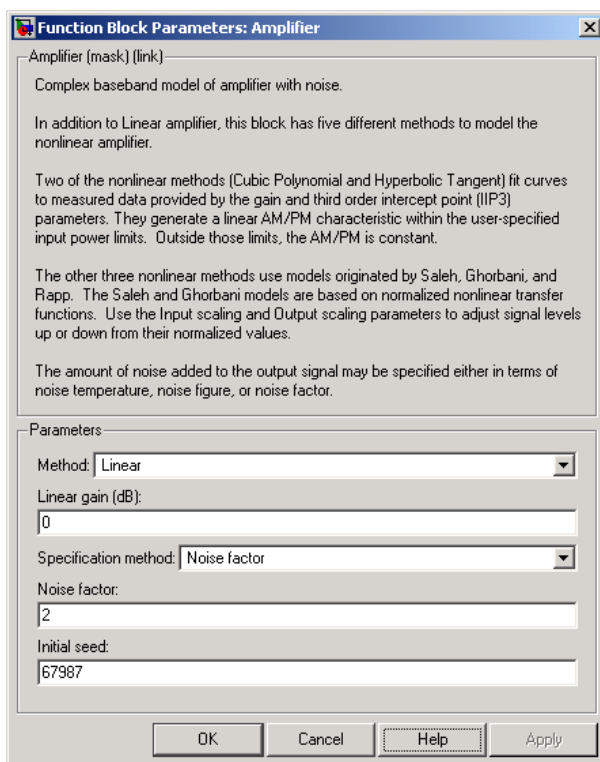 Function Block Parameters: Amplifier
Amplifier (mask) (link)
Complex baseband model of amplifier with noise.
In addition to Linear amplifier, this block has five different methods to model the
nonlinear amplifier.
Two of the nonlinear methods (Cubic Polynomial and Hyperbolic Tangent) fit curves
to measured data provided by the gain and third order intercept point (IIP3)
parameters. They generate a linear AM/PM characteristic within the user-specified
input power limits.  Outside those limits, the AM/PM is constant.
The other three nonlinear methods use models originated by Saleh, Ghorbani, and
Rapp.  The Saleh and Ghorbani models are based on normalized nonlinear transfer
functions.  Use the Input scaling and Output scaling parameters to adjust signal levels
up or down from their normalized values.
The amount of noise added to the output signal may be specified either in terms of
noise temperature, noise figure, or noise factor.
Parameters
Method: Linear
Linear gain (dB):
0
Specification method: Noise factor
Noise factor:
2
Initial seed:
67987
OK Cancel Help Apply